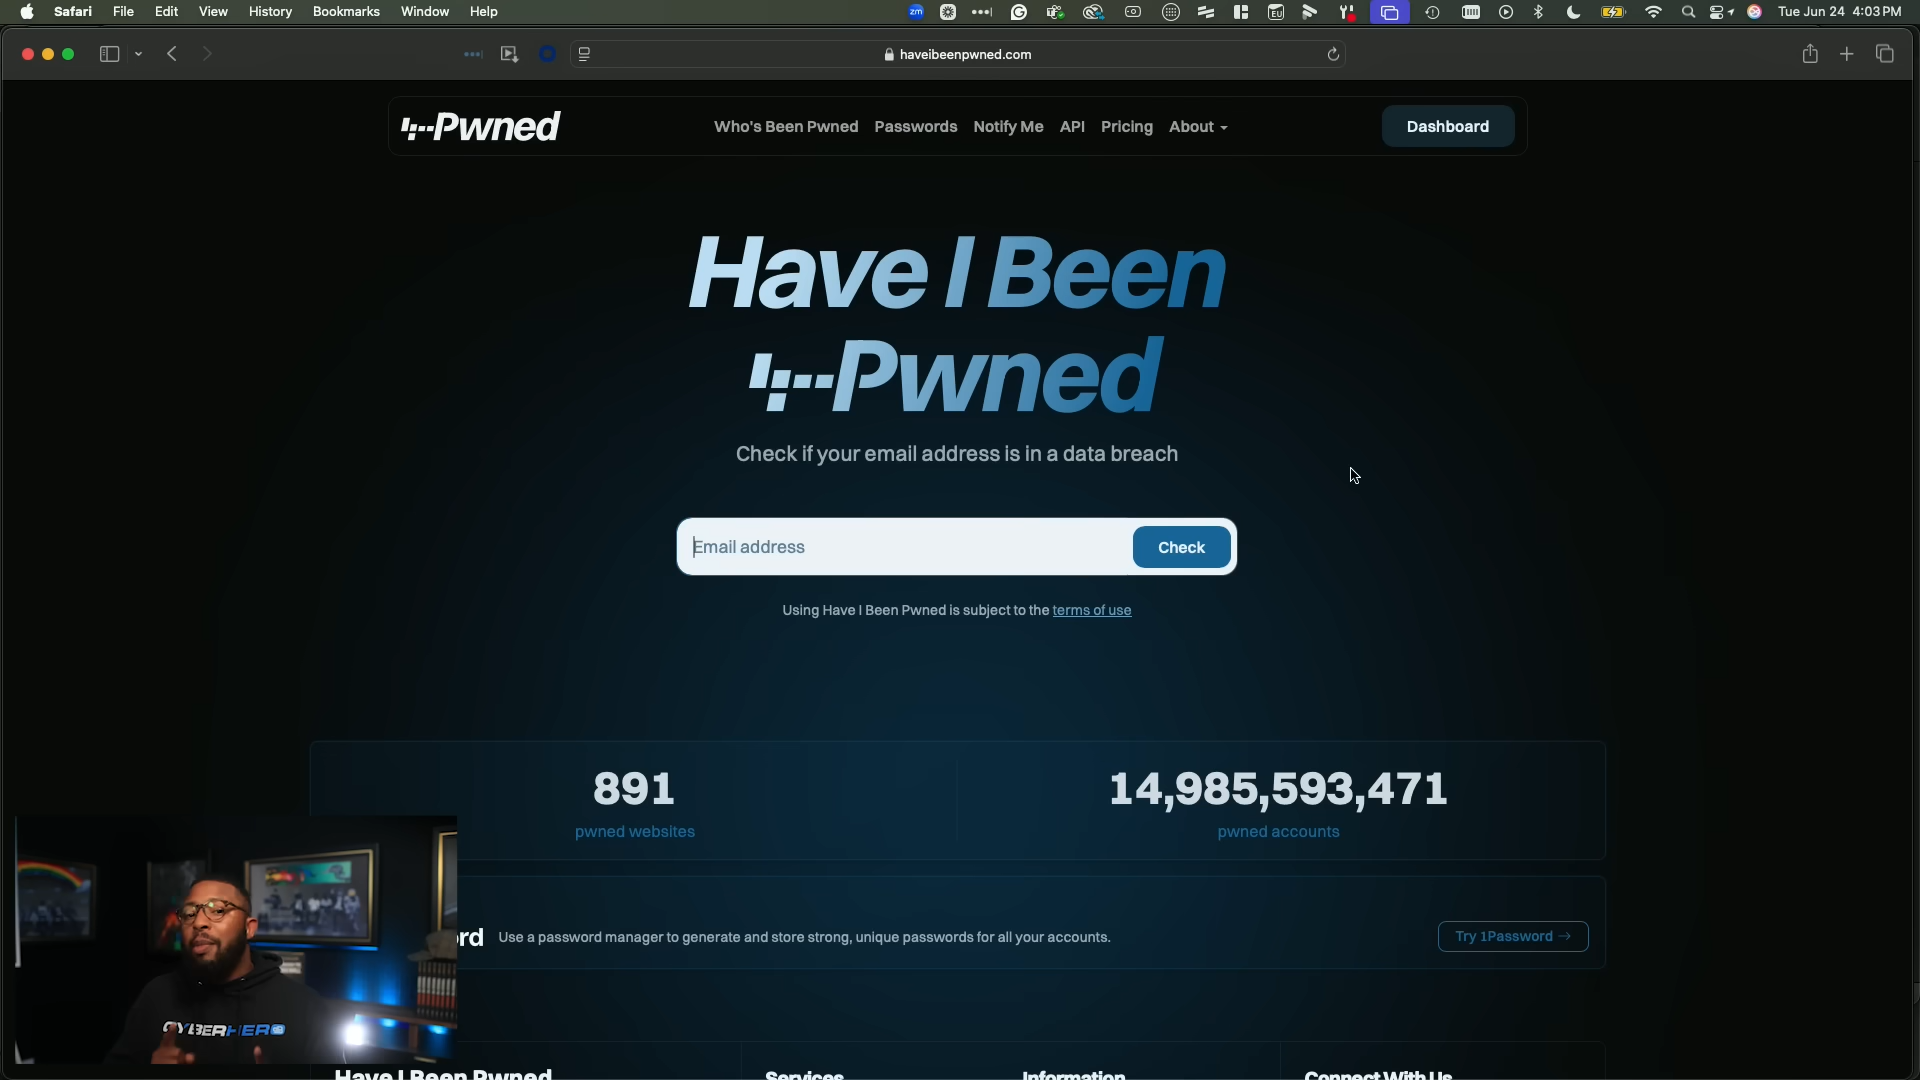 Safari File Edit View History Bookmarks Window Help
zm
EU
Tue Jun 24 4:03 PM
haveibeenpwned.com
Pwned
Who's Been Pwned Passwords Notify Me API Pricing About
Dashboard
Have I Been
Pwned
Check if your email address is in a data breach
Email address
Check
Using Have I Been Pwned is subject to the terms of use
891
pwned websites
14,985,593,471
pwned accounts
rd
Use a password manager to generate and store strong, unique passwords for all your accounts.
Try 1Password →
CYBERHERO
Have I Been Pwned
Services
Information
Connect With Us